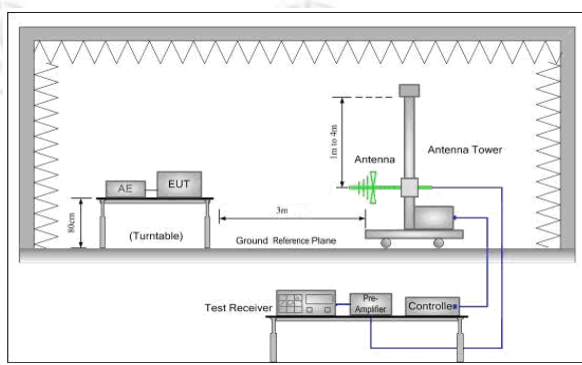 1m to 4m
Antenna
Antenna Tower
AE
EUT
80cm
(Turntable)
3m
Ground Reference Plane
Test Receiver
Pre-
Amplifier
Controller